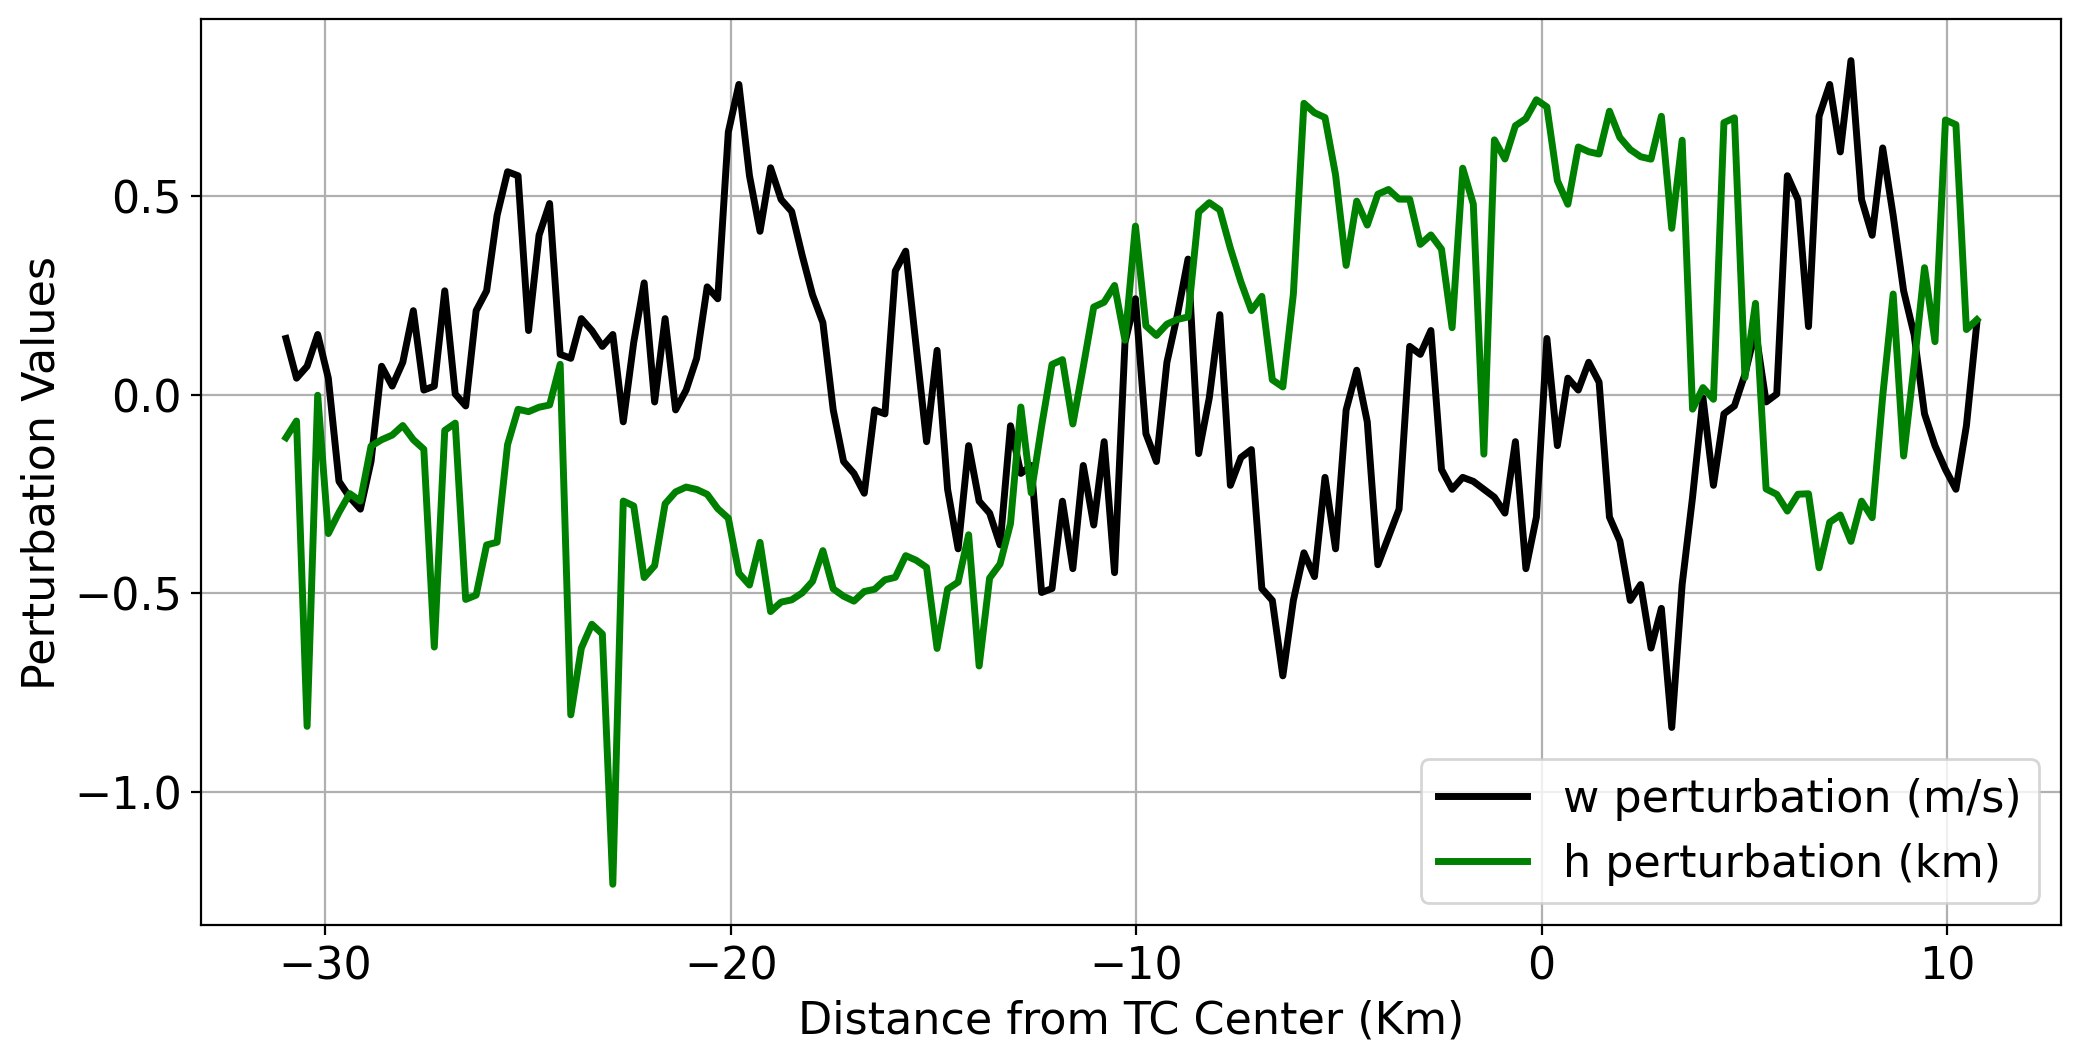 Perturbation Values
0.5
0.0
−0.5
−1.0
w perturbation (m/s)
h perturbation (km)
−30 −20 −10 0 10
Distance from TC Center (Km)